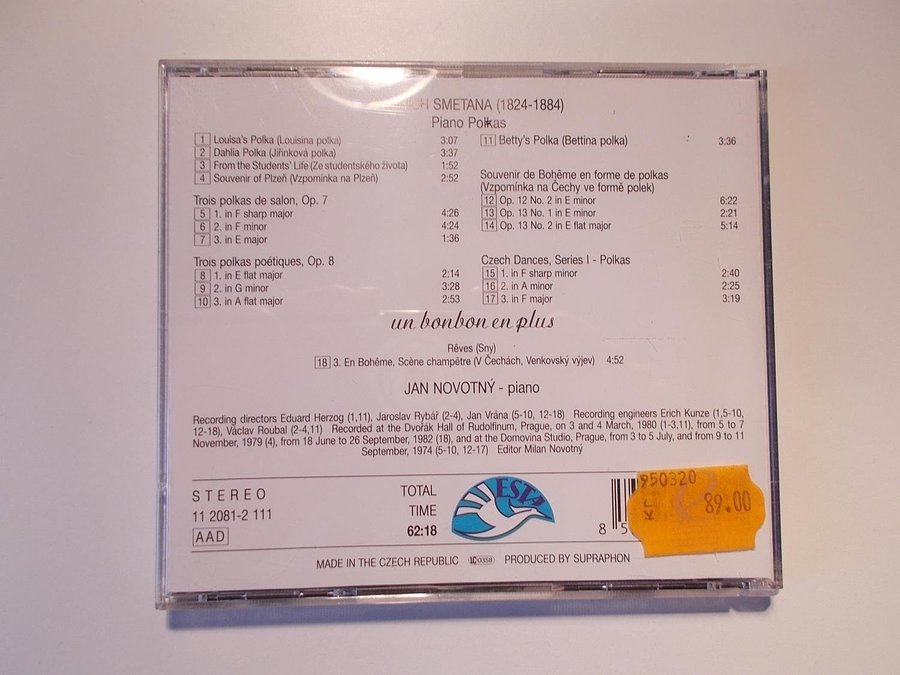 SMETANA (1824-1884)
Piano Polkas
1 Louisa's Polka (Louisina polka) 3:07
2 Dahlia Polka (Jiřinková polka) 3:37
3 From the Students' Life (Ze studentského života) 1:52
4 Souvenir of Plzeň (Vzpomínka na Plzeň) 2:52
Trois polkas de salon, Op. 7
5 1. in F sharp major 4:26
6 2. in F minor 4:24
7 3. in E major 1:36
Trois polkas poétiques, Op. 8
8 1. in E flat major 2:14
9 2. in G minor 3:28
10 3. in A flat major 2:53
11 Betty's Polka (Bettina polka) 3:36
Souvenir de Bohême en forme de polkas
(Vzpomínka na Čechy ve formě polek)
12 Op. 12 No. 2 in E minor 6:22
13 Op. 13 No. 1 in E minor 2:21
14 Op. 13 No. 2 in E flat major 5:14
Czech Dances, Series I - Polkas
15 1. in F sharp minor 2:40
16 2. in A minor 2:25
17 3. in F major 3:19
un bonbon en plus
Rêves (Sny)
18 3. En Bohême, Scène champêtre (V Čechách, Venkovský výjev) 4:52
JAN NOVOTNÝ - piano
Recording directors Eduard Herzog (1,11), Jaroslav Rybář (2-4), Jan Vrána (5-10, 12-18) Recording engineers Erich Kunze (1,5-10,
12-18), Václav Roubal (2-4,11) Recorded at the Dvořák Hall of Rudolfinum, Prague, on 3 and 4 March, 1980 (1-3,11), from 5 to 7
November, 1979 (4), from 18 June to 26 September, 1982 (18), and at the Domovina Studio, Prague, from 3 to 5 July, and from 9 to 11
September, 1974 (5-10, 12-17) Editor Milan Novotný
STEREO
11 2081-2 111
AAD
TOTAL
TIME
62:18
VESTA
8 5
950320
KČ 89.00
MADE IN THE CZECH REPUBLIC LC 0358 PRODUCED BY SUPRAPHON